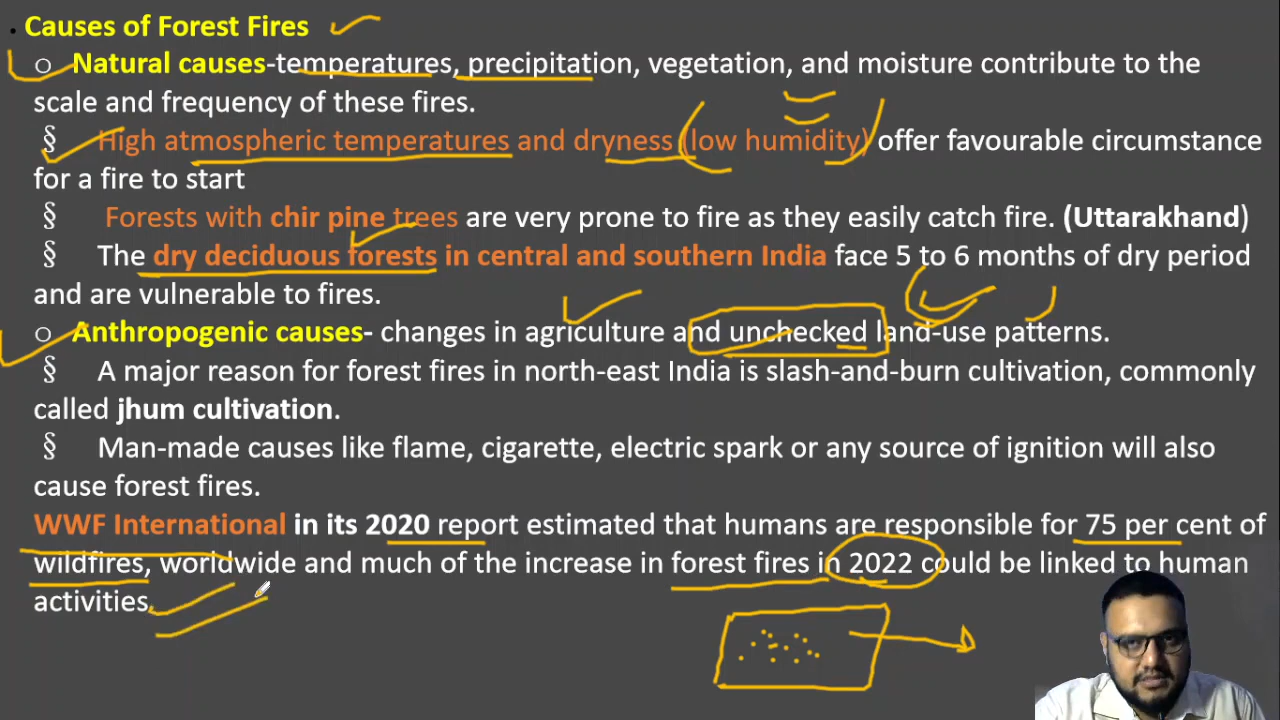 • Causes of Forest Fires
o Natural causes-temperatures, precipitation, vegetation, and moisture contribute to the
scale and frequency of these fires.
§ High atmospheric temperatures and dryness (low humidity) offer favourable circumstance
for a fire to start
§ Forests with chir pine trees are very prone to fire as they easily catch fire. (Uttarakhand)
§ The dry deciduous forests in central and southern India face 5 to 6 months of dry period
and are vulnerable to fires.
o Anthropogenic causes- changes in agriculture and unchecked land-use patterns.
§ A major reason for forest fires in north-east India is slash-and-burn cultivation, commonly
called jhum cultivation.
§ Man-made causes like flame, cigarette, electric spark or any source of ignition will also
cause forest fires.
WWF International in its 2020 report estimated that humans are responsible for 75 per cent of
wildfires, worldwide and much of the increase in forest fires in 2022 could be linked to human
activities.